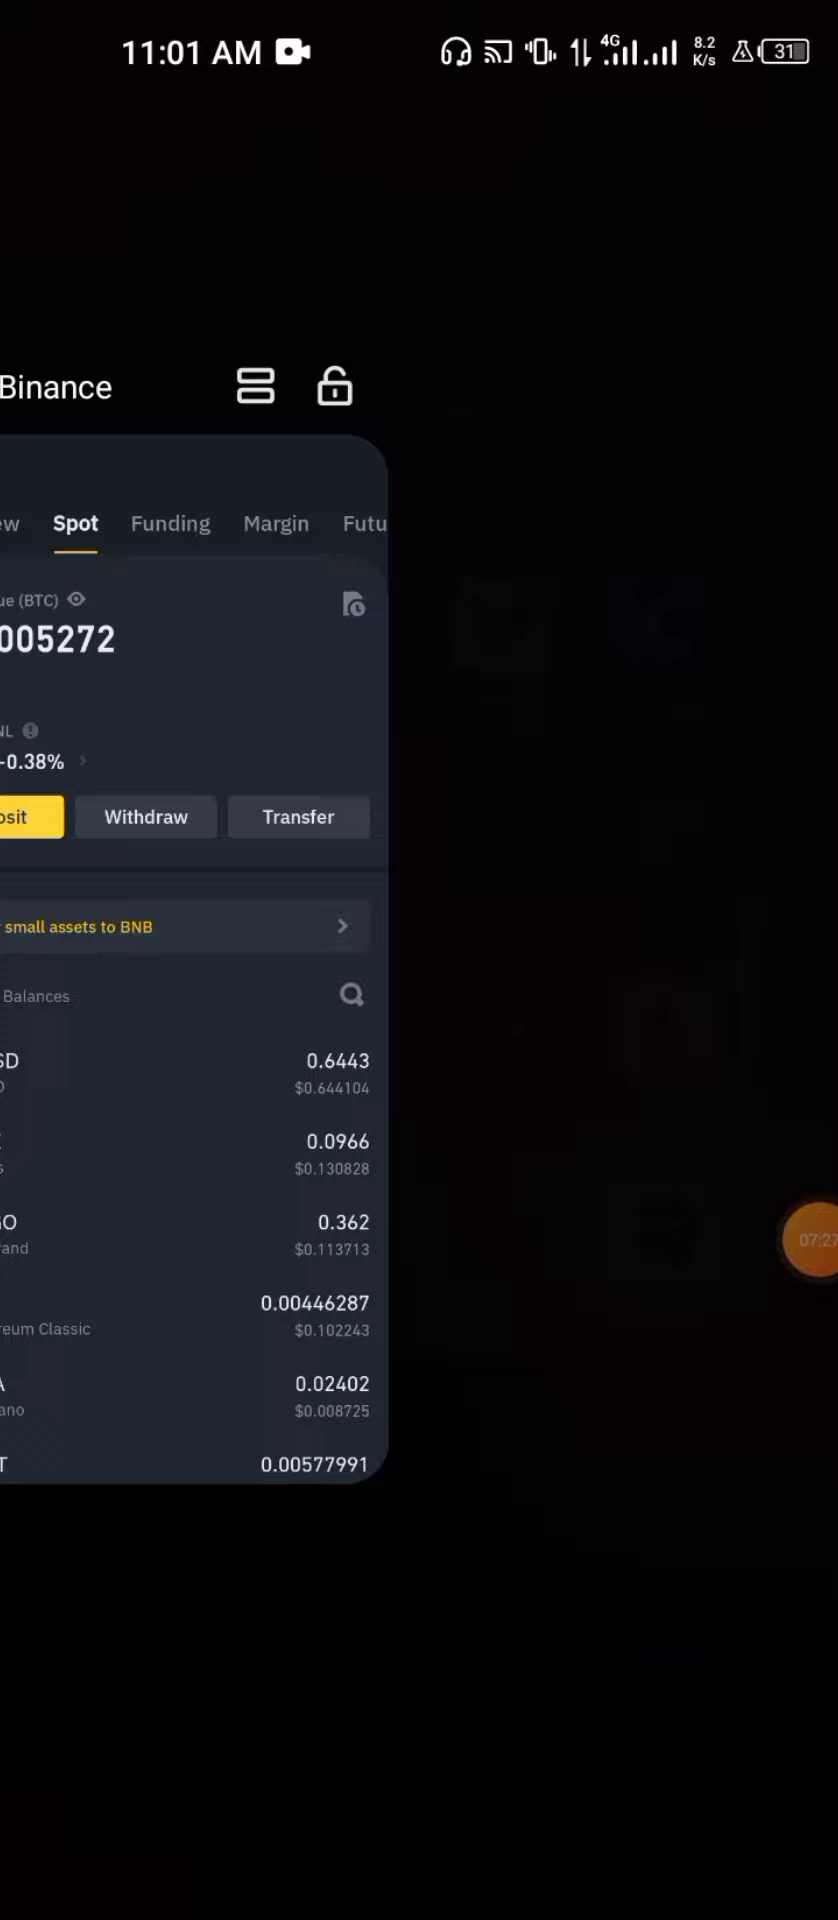 11:01 AM 4G 8.2 K/s 31
Binance
ew Spot Funding Margin Futu
ue (BTC)
005272
NL
-0.38%
osit Withdraw Transfer
small assets to BNB
Balances
SD 0.6443
$0.644104
0.0966
s $0.130828
GO 0.362
rand $0.113713
0.00446287
reum Classic $0.102243
A 0.02402
ano $0.008725
T 0.00577991
07:27